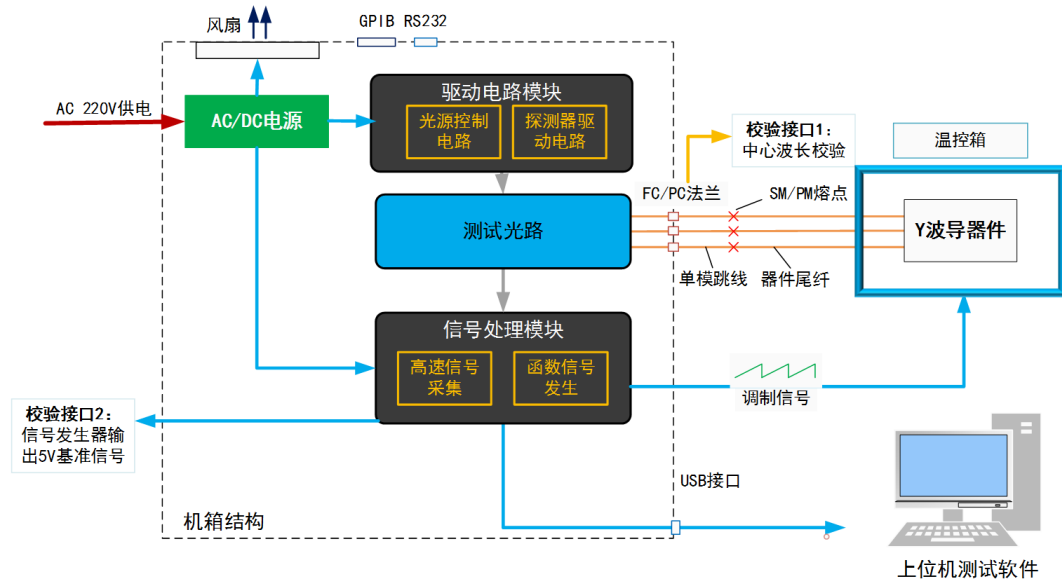 风扇
GPIB RS232
AC 220V供电
AC/DC电源
驱动电路模块
光源控制
电路
探测器驱
动电路
校验接口1:
中心波长校验
温控箱
FC/PC法兰
SM/PM熔点
测试光路
Y波导器件
单模跳线
器件尾纤
信号处理模块
高速信号
采集
函数信号
发生
调制信号
校验接口2:
信号发生器输
出5V基准信号
USB接口
机箱结构
上位机测试软件